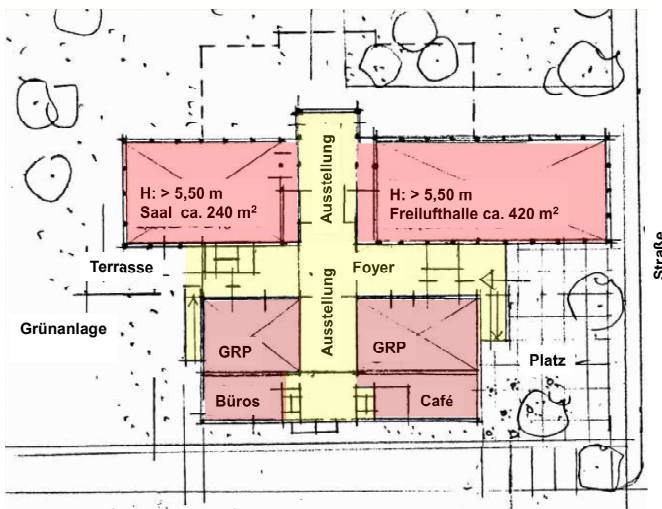 Ausstellung
H: > 5,50 m
Saal ca. 240 m²
H: > 5,50 m
Freilufthalle ca. 420 m²
Straße
Terrasse
Foyer
Ausstellung
Grünanlage
GRP
GRP
Platz
Büros
Café